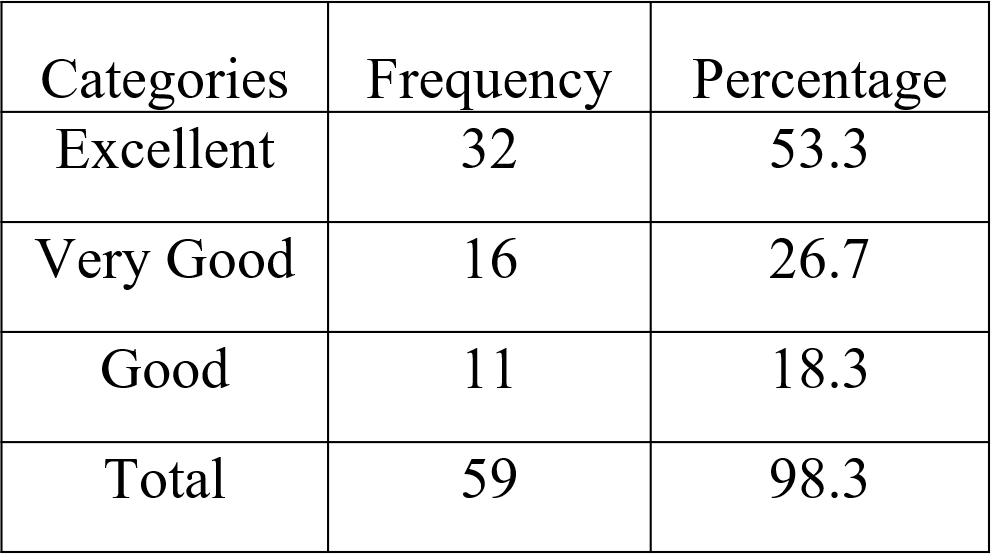 Categories Frequency Percentage
Excellent 32 53.3
Very Good 16 26.7
Good 11 18.3
Total 59 98.3